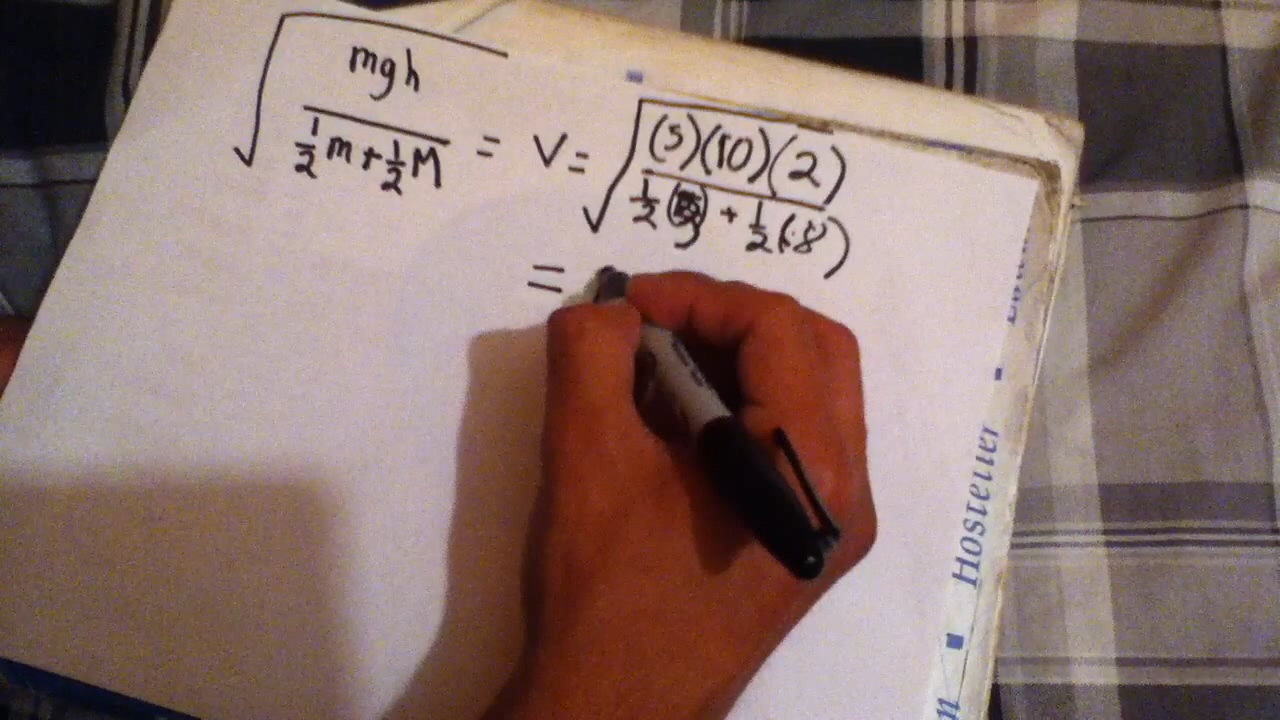 √(mgh / (½m + ½M)) = V = √((5)(10)(2) / (½(5) + ½(.8)))
=
Hostetler